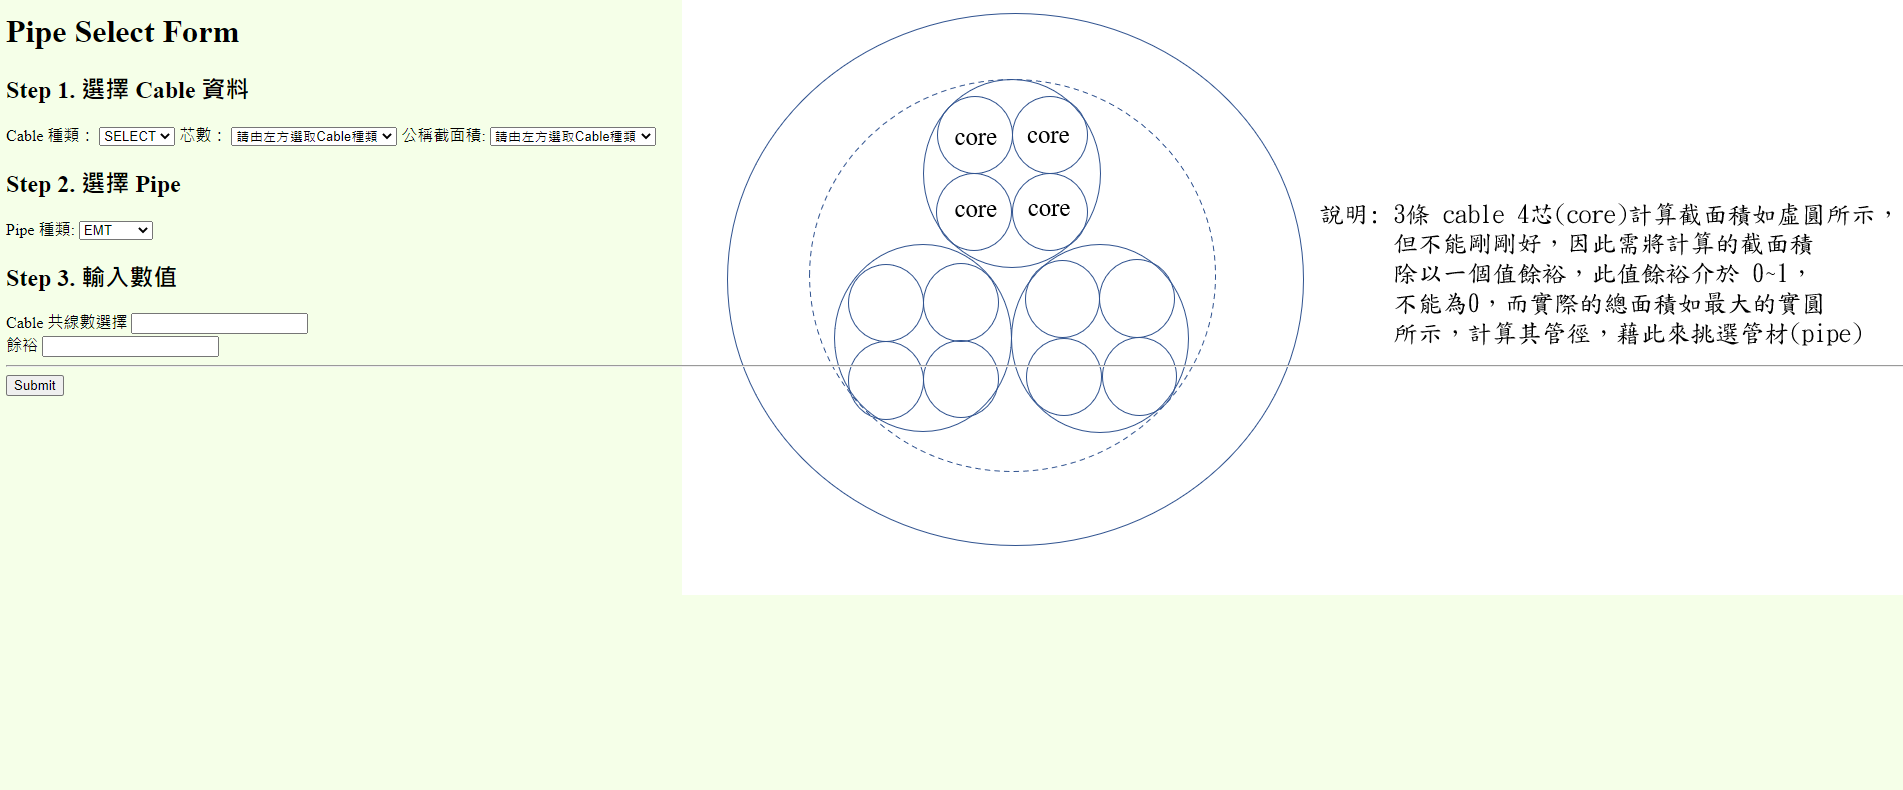 Pipe Select Form
Step 1. 選擇 Cable 資料
Cable 種類： SELECT 芯數： 請由左方選取Cable種類 公稱截面積: 請由左方選取Cable種類
Step 2. 選擇 Pipe
Pipe 種類: EMT
Step 3. 輸入數值
Cable 共線數選擇
餘裕
Submit
core core
core core
說明: 3條 cable 4芯(core)計算截面積如虛圓所示，
但不能剛剛好，因此需將計算的截面積
除以一個值餘裕，此值餘裕介於 0~1，
不能為0，而實際的總面積如最大的實圓
所示，計算其管徑，藉此來挑選管材(pipe)